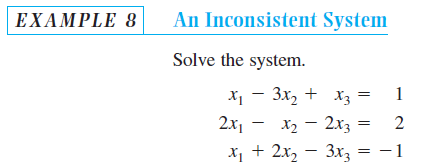 EXAMPLE 8 An Inconsistent System
Solve the system.
x₁ − 3x₂ + x₃ = 1
2x₁ − x₂ − 2x₃ = 2
x₁ + 2x₂ − 3x₃ = −1